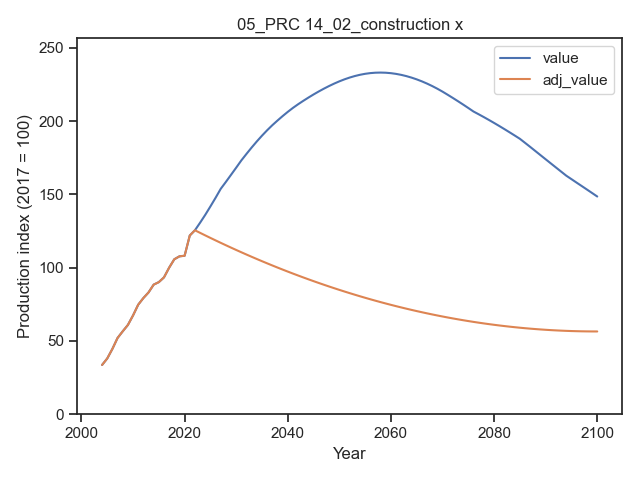 05_PRC 14_02_construction x
Production index (2017 = 100)
250
200
150
100
50
0
value
adj_value
2000
2020
2040
2060
2080
2100
Year